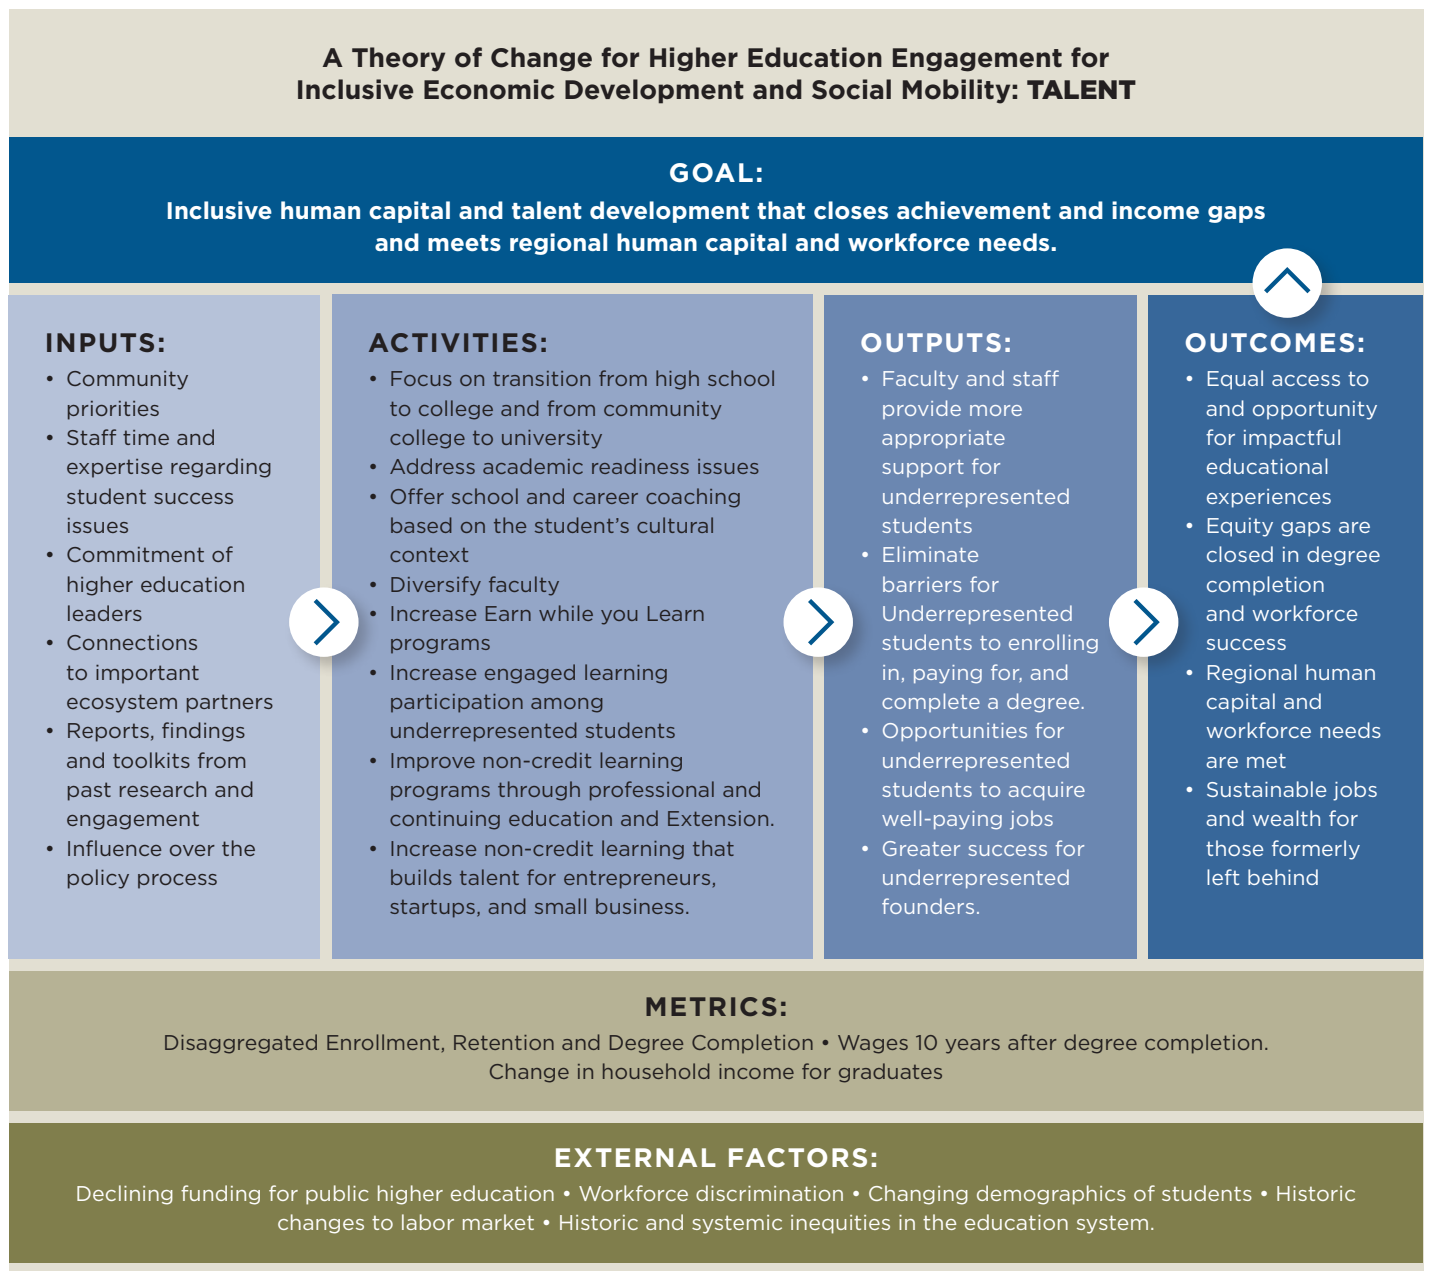 A Theory of Change for Higher Education Engagement for
Inclusive Economic Development and Social Mobility: TALENT
GOAL:
Inclusive human capital and talent development that closes achievement and income gaps
and meets regional human capital and workforce needs.
INPUTS:
• Community
priorities
• Staff time and
expertise regarding
student success
issues
• Commitment of
higher education
leaders
• Connections
to important
ecosystem partners
• Reports, findings
and toolkits from
past research and
engagement
• Influence over the
policy process
ACTIVITIES:
• Focus on transition from high school
to college and from community
college to university
• Address academic readiness issues
• Offer school and career coaching
based on the student’s cultural
context
• Diversify faculty
• Increase Earn while you Learn
programs
• Increase engaged learning
participation among
underrepresented students
• Improve non-credit learning
programs through professional and
continuing education and Extension.
• Increase non-credit learning that
builds talent for entrepreneurs,
startups, and small business.
OUTPUTS:
• Faculty and staff
provide more
appropriate
support for
underrepresented
students
• Eliminate
barriers for
Underrepresented
students to enrolling
in, paying for, and
complete a degree.
• Opportunities for
underrepresented
students to acquire
well-paying jobs
• Greater success for
underrepresented
founders.
OUTCOMES:
• Equal access to
and opportunity
for impactful
educational
experiences
• Equity gaps are
closed in degree
completion
and workforce
success
• Regional human
capital and
workforce needs
are met
• Sustainable jobs
and wealth for
those formerly
left behind
METRICS:
Disaggregated Enrollment, Retention and Degree Completion • Wages 10 years after degree completion.
Change in household income for graduates
EXTERNAL FACTORS:
Declining funding for public higher education • Workforce discrimination • Changing demographics of students • Historic
changes to labor market • Historic and systemic inequities in the education system.